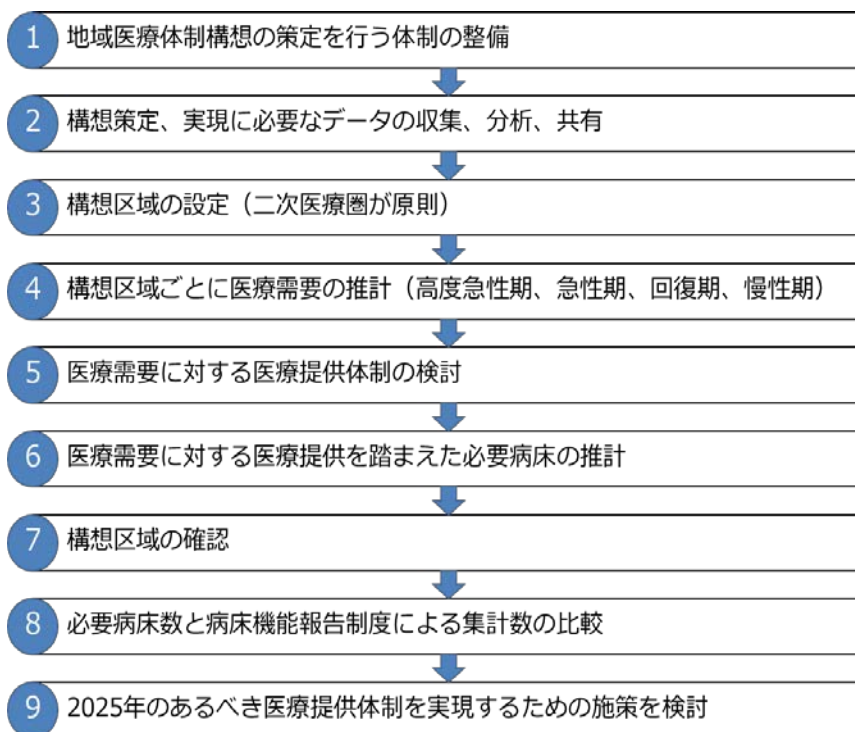 1 地域医療体制構想の策定を行う体制の整備
2 構想策定、実現に必要なデータの収集、分析、共有
3 構想区域の設定（二次医療圏が原則）
4 構想区域ごとに医療需要の推計（高度急性期、急性期、回復期、慢性期）
5 医療需要に対する医療提供体制の検討
6 医療需要に対する医療提供を踏まえた必要病床の推計
7 構想区域の確認
8 必要病床数と病床機能報告制度による集計数の比較
9 2025年のあるべき医療提供体制を実現するための施策を検討